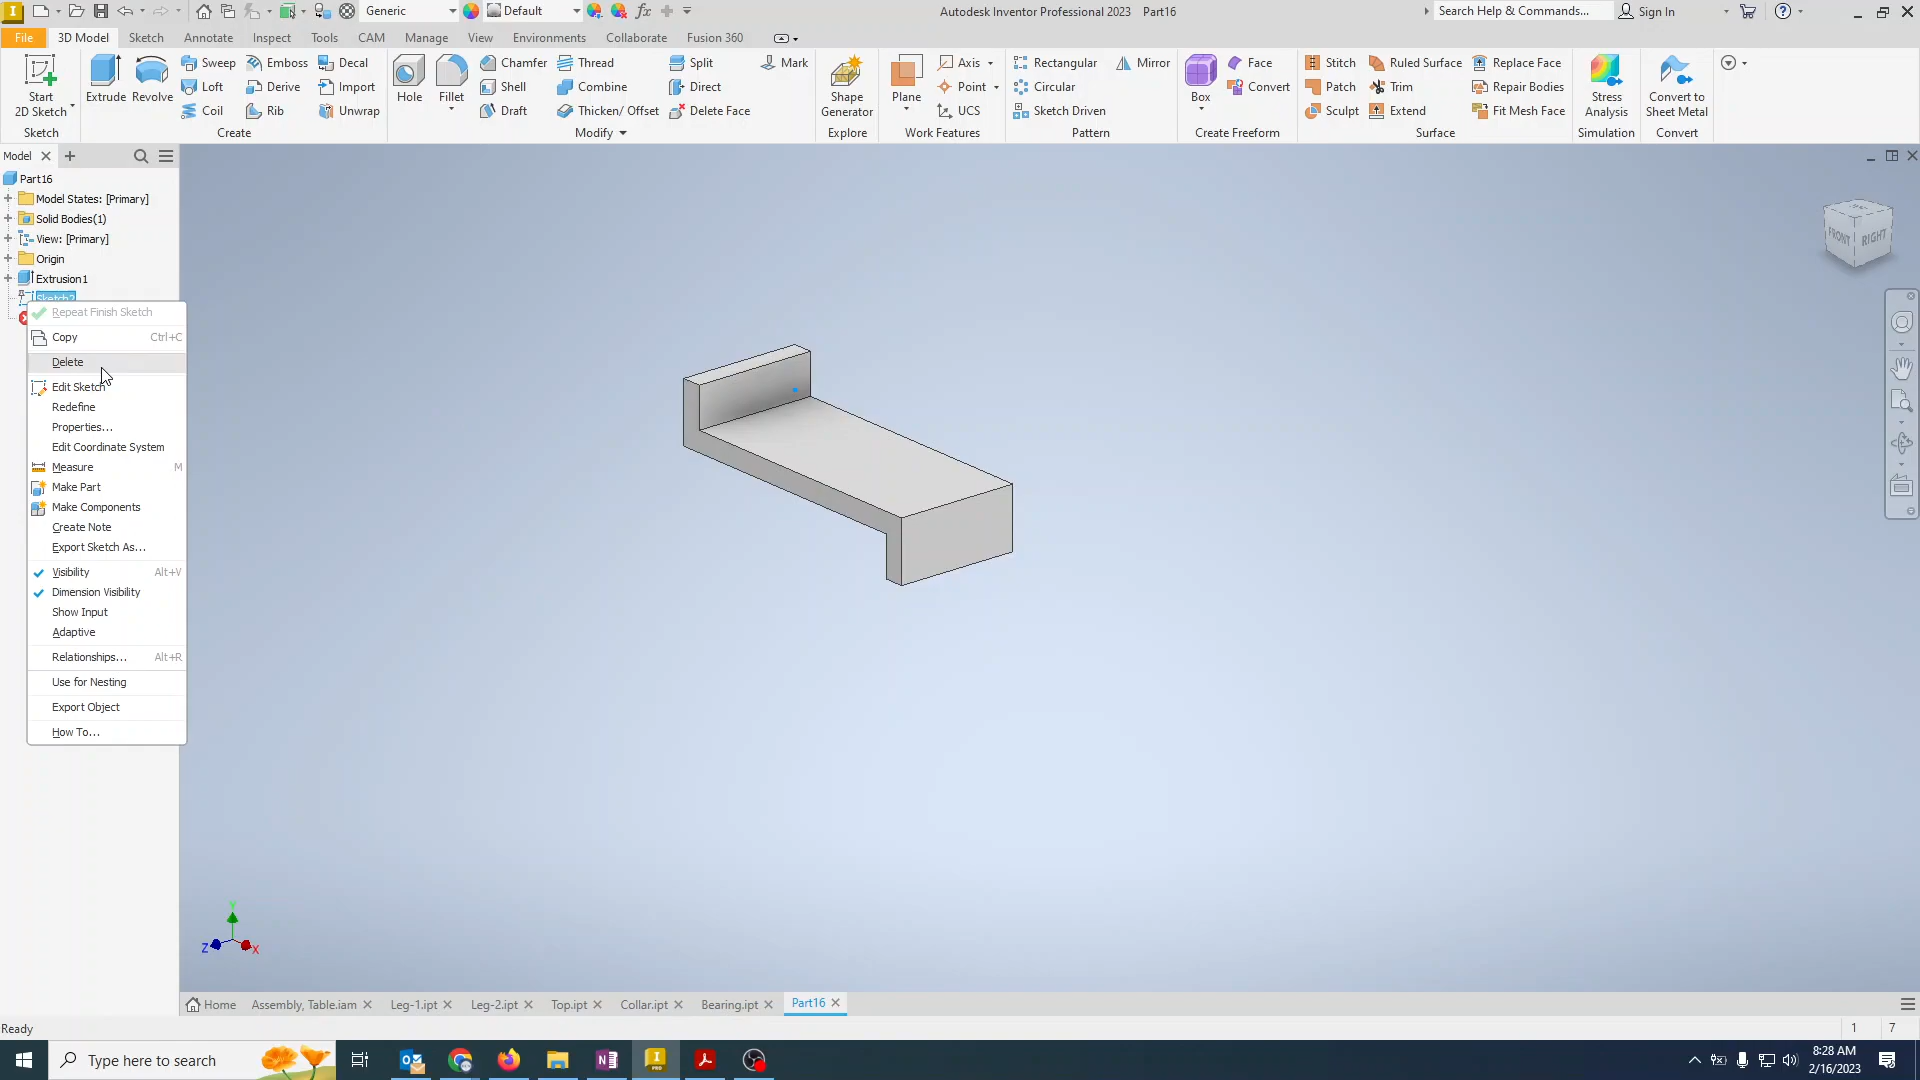 Generic
Default
fx
Autodesk Inventor Professional 2023 Part16
Search Help & Commands...
Sign In
File
3D Model
Sketch
Annotate
Inspect
Tools
CAM
Manage
View
Environments
Collaborate
Fusion 360
Start
2D Sketch
Extrude
Revolve
Sweep
Emboss
Decal
Loft
Derive
Import
Coil
Rib
Unwrap
Hole
Fillet
Chamfer
Thread
Split
Mark
Shell
Combine
Direct
Draft
Thicken/ Offset
Delete Face
Shape
Generator
Plane
Axis
Point
UCS
Rectangular
Mirror
Circular
Sketch Driven
Box
Face
Convert
Stitch
Ruled Surface
Replace Face
Patch
Trim
Repair Bodies
Sculpt
Extend
Fit Mesh Face
Stress
Analysis
Convert to
Sheet Metal
Sketch
Create
Modify
Explore
Work Features
Pattern
Create Freeform
Surface
Simulation
Convert
Model
Part16
Model States: [Primary]
Solid Bodies(1)
View: [Primary]
Origin
Extrusion1
Sketch2
Repeat Finish Sketch
Copy Ctrl+C
Delete
Edit Sketch
Redefine
Properties...
Edit Coordinate System
Measure M
Make Part
Make Components
Create Note
Export Sketch As...
Visibility Alt+V
Dimension Visibility
Show Input
Adaptive
Relationships... Alt+R
Use for Nesting
Export Object
How To...
FRONT RIGHT
Y
Z X
Home
Assembly, Table.iam
Leg-1.ipt
Leg-2.ipt
Top.ipt
Collar.ipt
Bearing.ipt
Part16
Ready
1 7
Type here to search
8:28 AM
2/16/2023